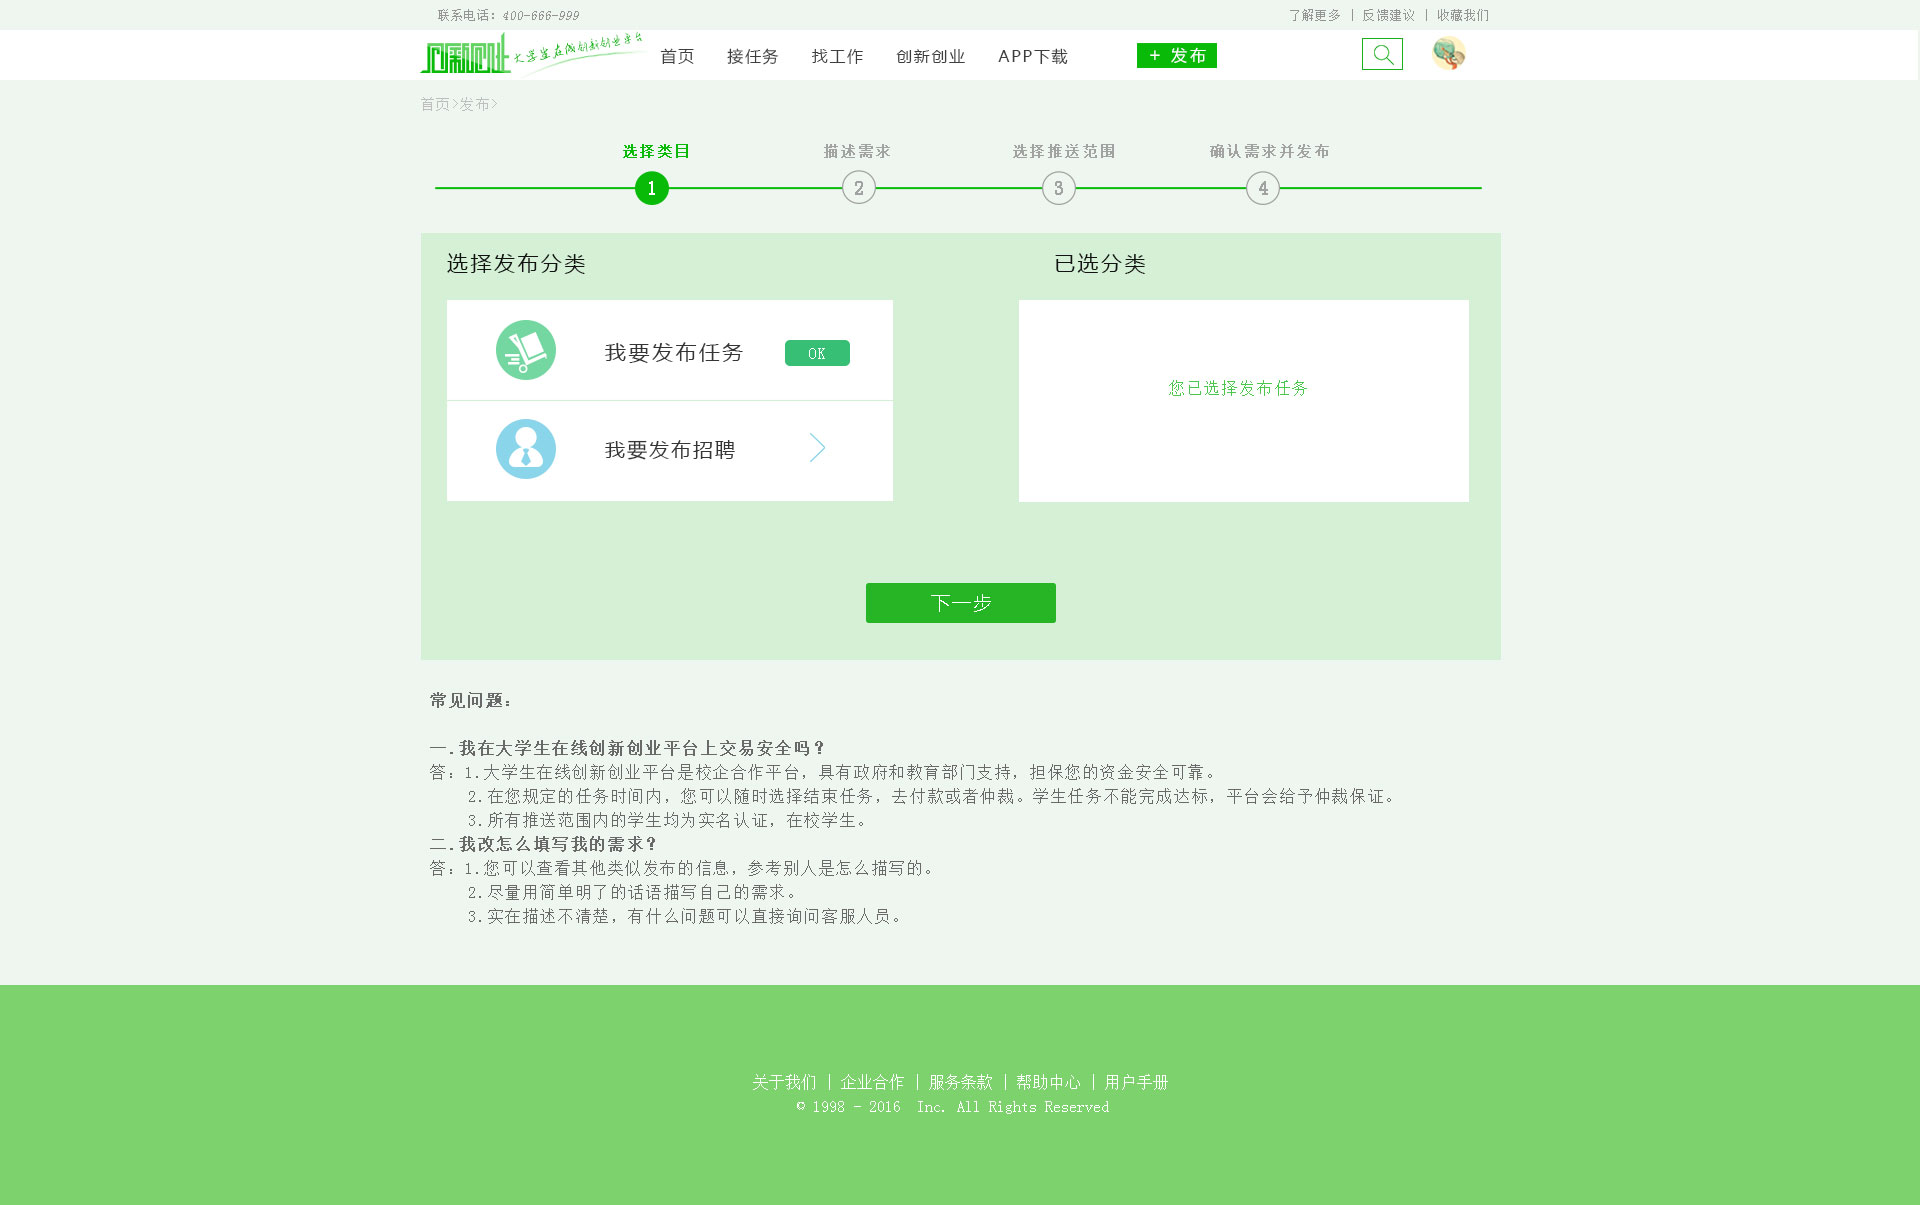 联系电话：400-666-999
了解更多 | 反馈建议 | 收藏我们
大学生在线创新创业平台
首页 接任务 找工作 创新创业 APP下载 + 发布
首页>发布>
选择类目 描述需求 选择推送范围 确认需求并发布
1 2 3 4
选择发布分类 已选分类
我要发布任务 OK
您已选择发布任务
我要发布招聘
下一步
常见问题：
一.我在大学生在线创新创业平台上交易安全吗？
答：1.大学生在线创新创业平台是校企合作平台，具有政府和教育部门支持，担保您的资金安全可靠。
2.在您规定的任务时间内，您可以随时选择结束任务，去付款或者仲裁。学生任务不能完成达标，平台会给予仲裁保证。
3.所有推送范围内的学生均为实名认证，在校学生。
二.我改怎么填写我的需求？
答：1.您可以查看其他类似发布的信息，参考别人是怎么描写的。
2.尽量用简单明了的话语描写自己的需求。
3.实在描述不清楚，有什么问题可以直接询问客服人员。
关于我们 | 企业合作 | 服务条款 | 帮助中心 | 用户手册
© 1998 - 2016 Inc. All Rights Reserved